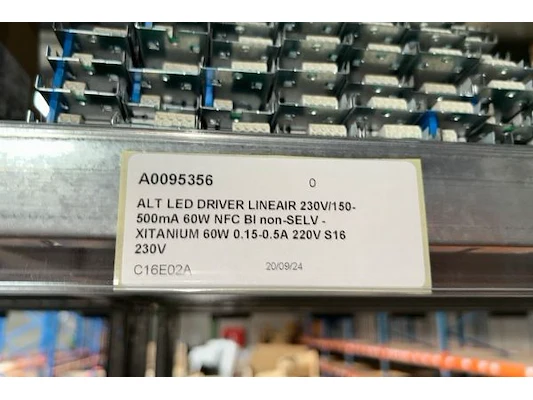 A0095356 0
ALT LED DRIVER LINEAIR 230V/150-
500mA 60W NFC BI non-SELV -
XITANIUM 60W 0.15-0.5A 220V S16
230V
C16E02A 20/09/24